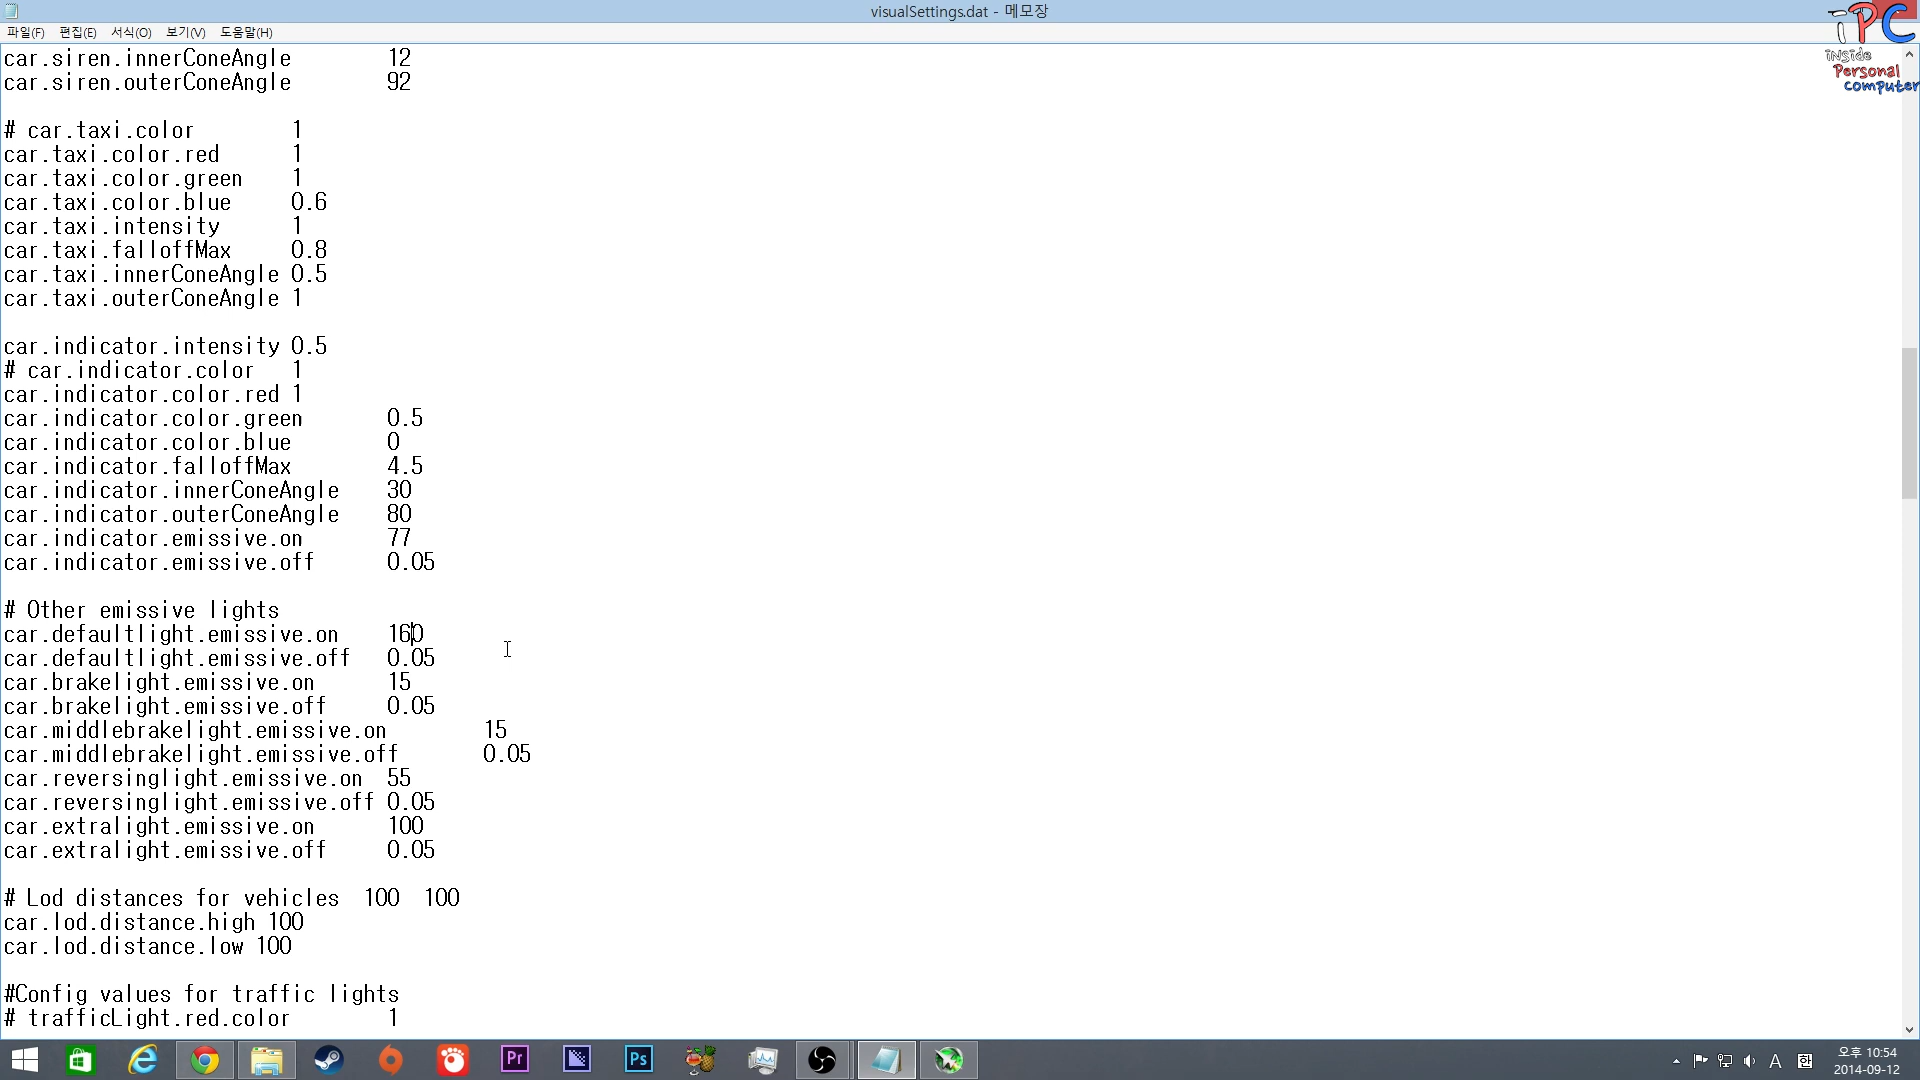 visualSettings.dat - 메모장
파일(F) 편집(E) 서식(O) 보기(V) 도움말(H)
iPC
iNSide
Personal
Computer
car.siren.innerConeAngle 12
car.siren.outerConeAngle 92
# car.taxi.color 1
car.taxi.color.red 1
car.taxi.color.green 1
car.taxi.color.blue 0.6
car.taxi.intensity 1
car.taxi.falloffMax 0.8
car.taxi.innerConeAngle 0.5
car.taxi.outerConeAngle 1
car.indicator.intensity 0.5
# car.indicator.color 1
car.indicator.color.red 1
car.indicator.color.green 0.5
car.indicator.color.blue 0
car.indicator.falloffMax 4.5
car.indicator.innerConeAngle 30
car.indicator.outerConeAngle 80
car.indicator.emissive.on 77
car.indicator.emissive.off 0.05
# Other emissive lights
car.defaultlight.emissive.on 160
car.defaultlight.emissive.off 0.05
car.brakelight.emissive.on 15
car.brakelight.emissive.off 0.05
car.middlebrakelight.emissive.on 15
car.middlebrakelight.emissive.off 0.05
car.reversinglight.emissive.on 55
car.reversinglight.emissive.off 0.05
car.extralight.emissive.on 100
car.extralight.emissive.off 0.05
# Lod distances for vehicles 100 100
car.lod.distance.high 100
car.lod.distance.low 100
#Config values for traffic lights
# trafficLight.red.color 1
Pr Ps A 한
오후 10:54
2014-09-12